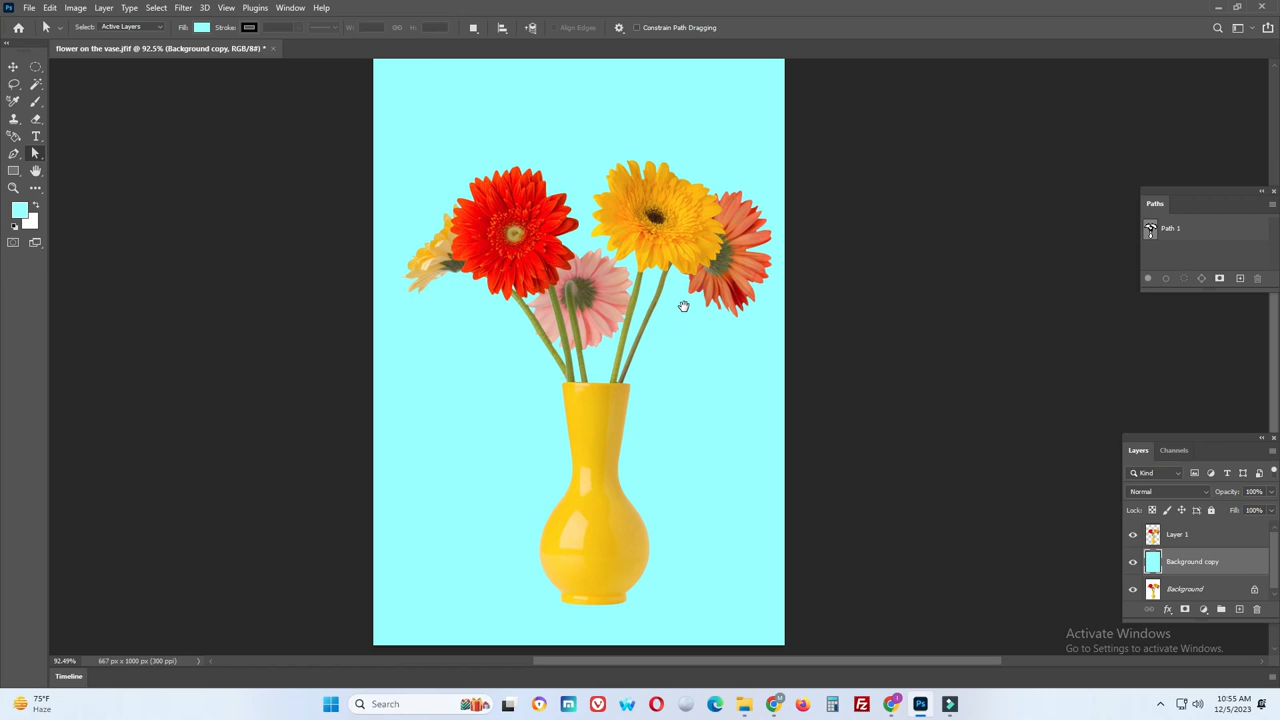 Ps File Edit Image Layer Type Select Filter 3D View Plugins Window Help
Select: Active Layers Fill: Stroke: W: H: Align Edges Constrain Path Dragging
flower on the vase.jfif @ 92.5% (Background copy, RGB/8#) *
Paths
Path 1
Layers Channels
Kind
Normal Opacity: 100%
Lock: Fill: 100%
Layer 1
Background copy
Background
Activate Windows
Go to Settings to activate Windows.
92.49% 667 px x 1000 px (300 ppi)
Timeline
75°F
Haze
Search
Ps
10:55 AM
12/5/2023